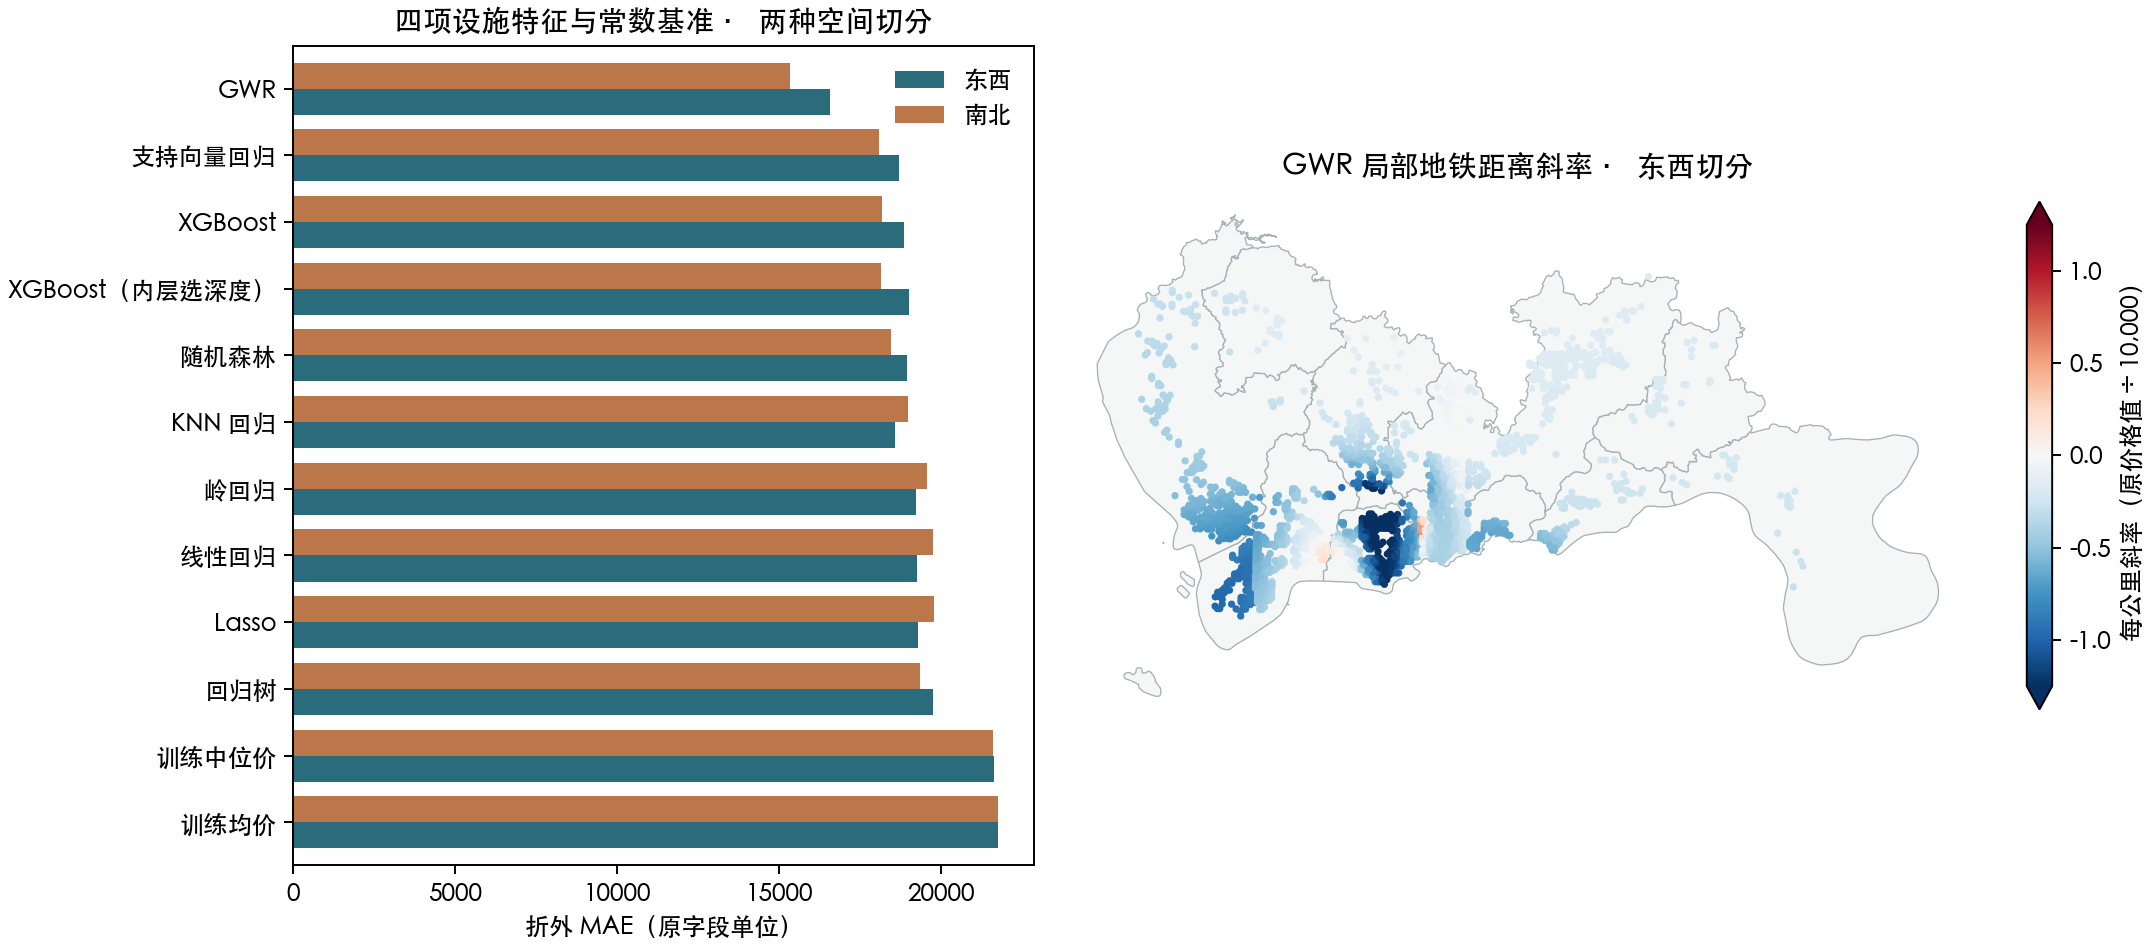 四项设施特征与常数基准 · 两种空间切分
东西
南北
GWR
支持向量回归
XGBoost
XGBoost（内层选深度）
随机森林
KNN 回归
岭回归
线性回归
Lasso
回归树
训练中位价
训练均价
0 5000 10000 15000 20000
折外 MAE（原字段单位）
GWR 局部地铁距离斜率 · 东西切分
1.0
0.5
0.0
-0.5
-1.0
每公里斜率（原价格值 ÷ 10,000）